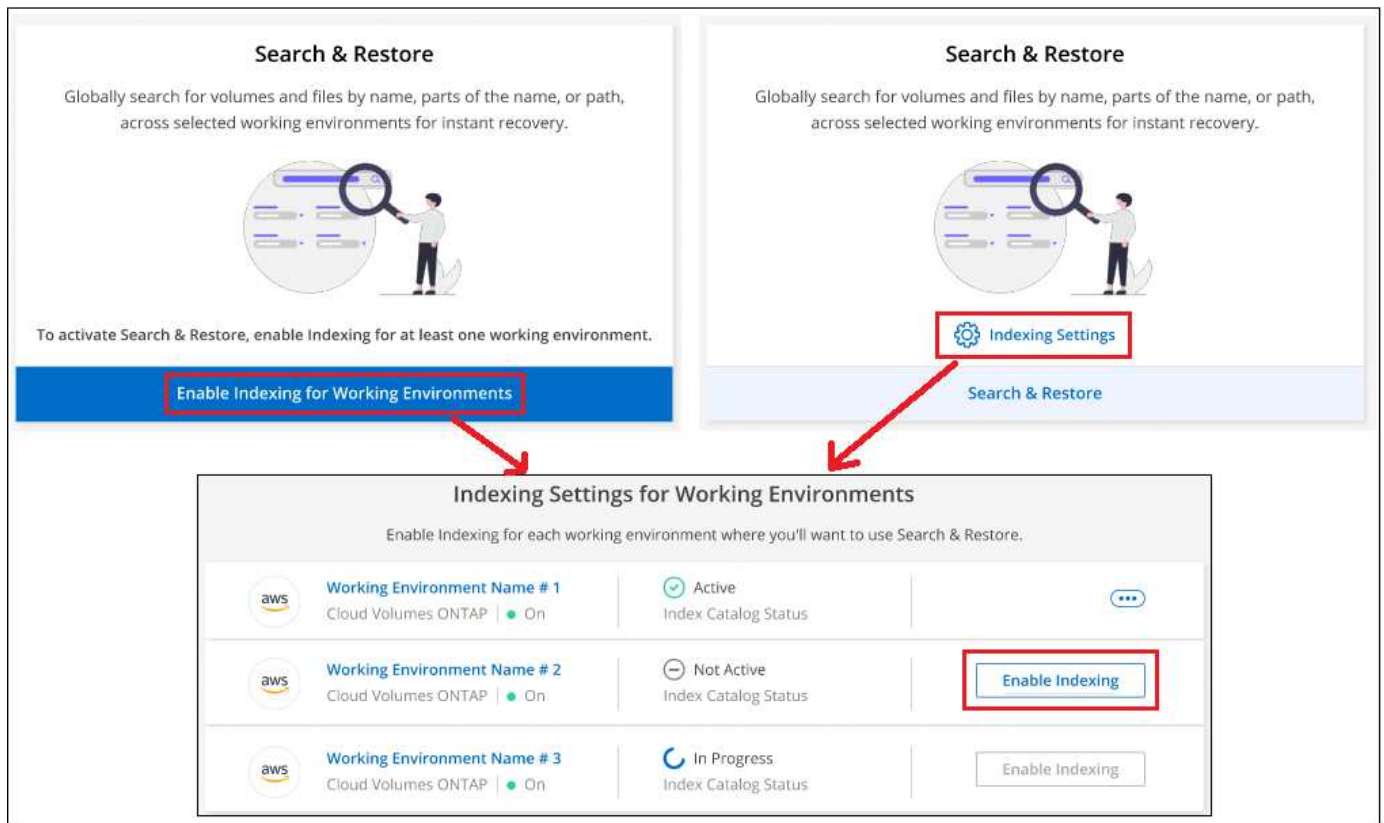 Search & Restore
Globally search for volumes and files by name, parts of the name, or path,
across selected working environments for instant recovery.
To activate Search & Restore, enable Indexing for at least one working environment.
Enable Indexing for Working Environments
Search & Restore
Globally search for volumes and files by name, parts of the name, or path,
across selected working environments for instant recovery.
Indexing Settings
Search & Restore
Indexing Settings for Working Environments
Enable Indexing for each working environment where you'll want to use Search & Restore.
aws
Working Environment Name # 1
Cloud Volumes ONTAP | On
Active
Index Catalog Status
aws
Working Environment Name # 2
Cloud Volumes ONTAP | On
Not Active
Index Catalog Status
Enable Indexing
aws
Working Environment Name # 3
Cloud Volumes ONTAP | On
In Progress
Index Catalog Status
Enable Indexing